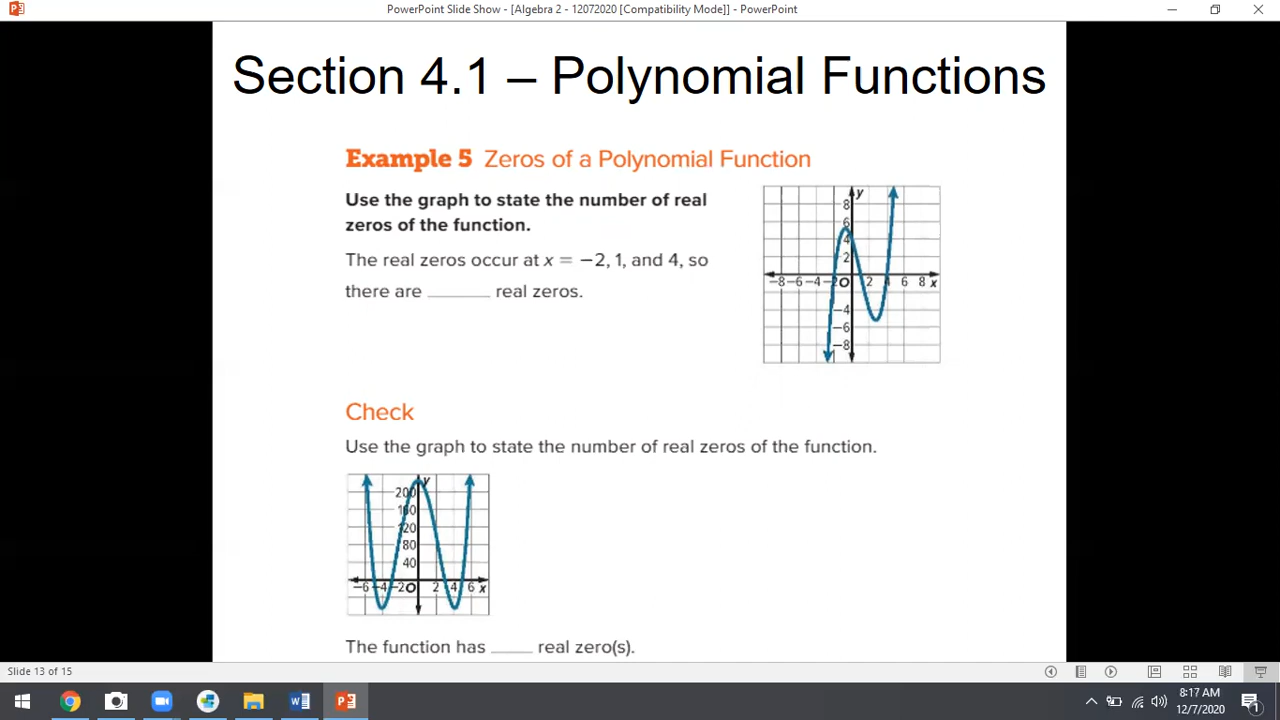 PowerPoint Slide Show - [Algebra 2 - 12072020 [Compatibility Mode]] - PowerPoint
Section 4.1 – Polynomial Functions
Example 5 Zeros of a Polynomial Function
Use the graph to state the number of real
zeros of the function.
The real zeros occur at x = −2, 1, and 4, so
there are ______ real zeros.
y
8
6
4
2
−8 −6 −4 −2 O 2 4 6 8 x
−4
−6
−8
Check
Use the graph to state the number of real zeros of the function.
y
200
160
120
80
40
−6 −4 −2 O 2 4 6 x
The function has ____ real zero(s).
Slide 13 of 15
8:17 AM
12/7/2020
1